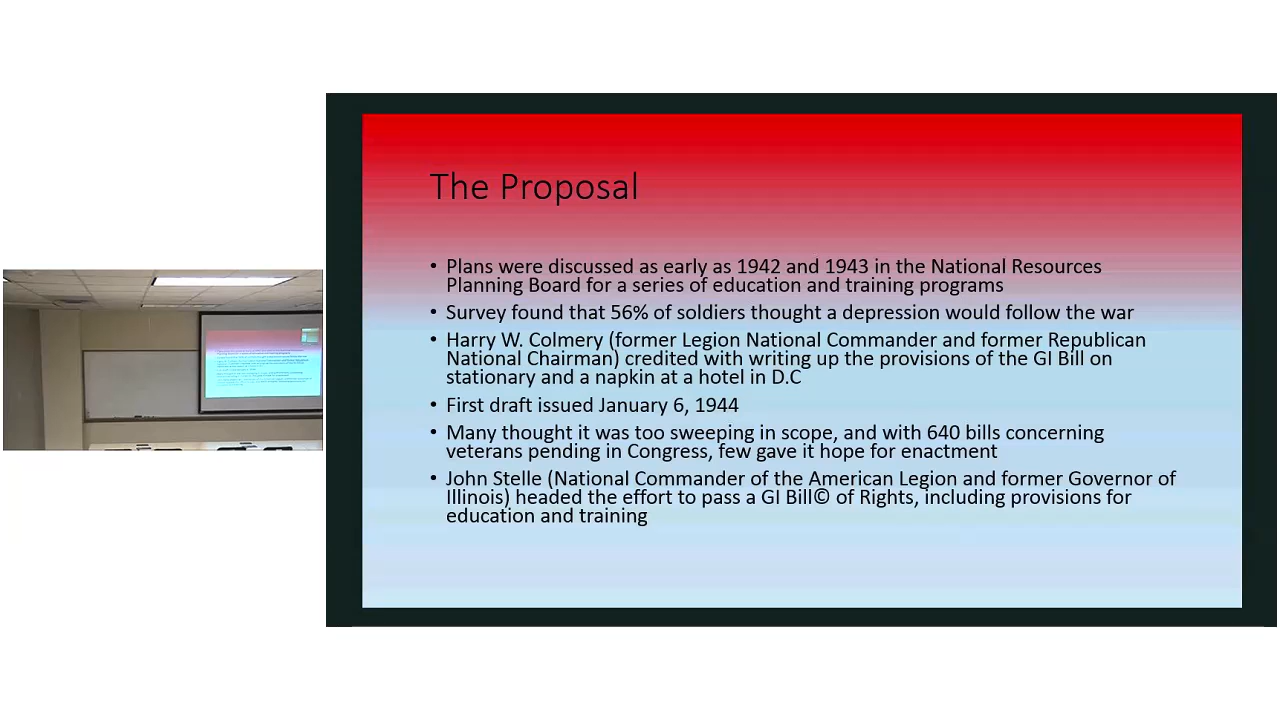 The Proposal
• Plans were discussed as early as 1942 and 1943 in the National Resources
Planning Board for a series of education and training programs
• Survey found that 56% of soldiers thought a depression would follow the war
• Harry W. Colmery (former Legion National Commander and former Republican
National Chairman) credited with writing up the provisions of the GI Bill on
stationary and a napkin at a hotel in D.C
• First draft issued January 6, 1944
• Many thought it was too sweeping in scope, and with 640 bills concerning
veterans pending in Congress, few gave it hope for enactment
• John Stelle (National Commander of the American Legion and former Governor of
Illinois) headed the effort to pass a GI Bill© of Rights, including provisions for
education and training